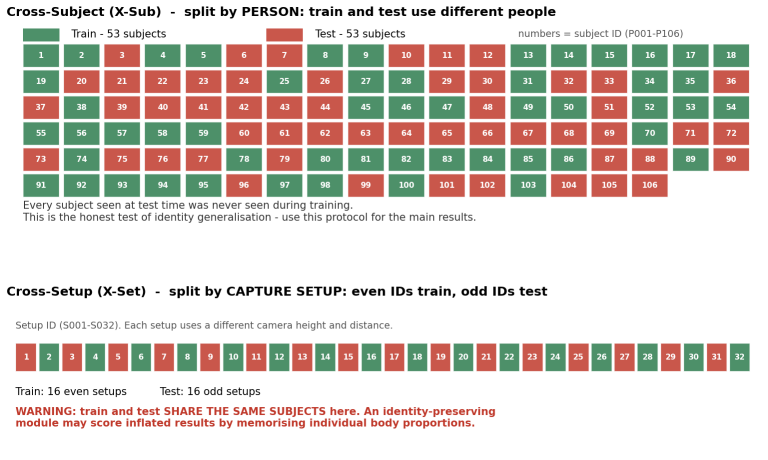 Cross-Subject (X-Sub)  -  split by PERSON: train and test use different people
Train - 53 subjects Test - 53 subjects numbers = subject ID (P001-P106)
1 2 3 4 5 6 7 8 9 10 11 12 13 14 15 16 17 18
19 20 21 22 23 24 25 26 27 28 29 30 31 32 33 34 35 36
37 38 39 40 41 42 43 44 45 46 47 48 49 50 51 52 53 54
55 56 57 58 59 60 61 62 63 64 65 66 67 68 69 70 71 72
73 74 75 76 77 78 79 80 81 82 83 84 85 86 87 88 89 90
91 92 93 94 95 96 97 98 99 100 101 102 103 104 105 106
Every subject seen at test time was never seen during training.
This is the honest test of identity generalisation - use this protocol for the main results.
Cross-Setup (X-Set)  -  split by CAPTURE SETUP: even IDs train, odd IDs test
Setup ID (S001-S032). Each setup uses a different camera height and distance.
1 2 3 4 5 6 7 8 9 10 11 12 13 14 15 16 17 18 19 20 21 22 23 24 25 26 27 28 29 30 31 32
Train: 16 even setups Test: 16 odd setups
WARNING: train and test SHARE THE SAME SUBJECTS here. An identity-preserving
module may score inflated results by memorising individual body proportions.